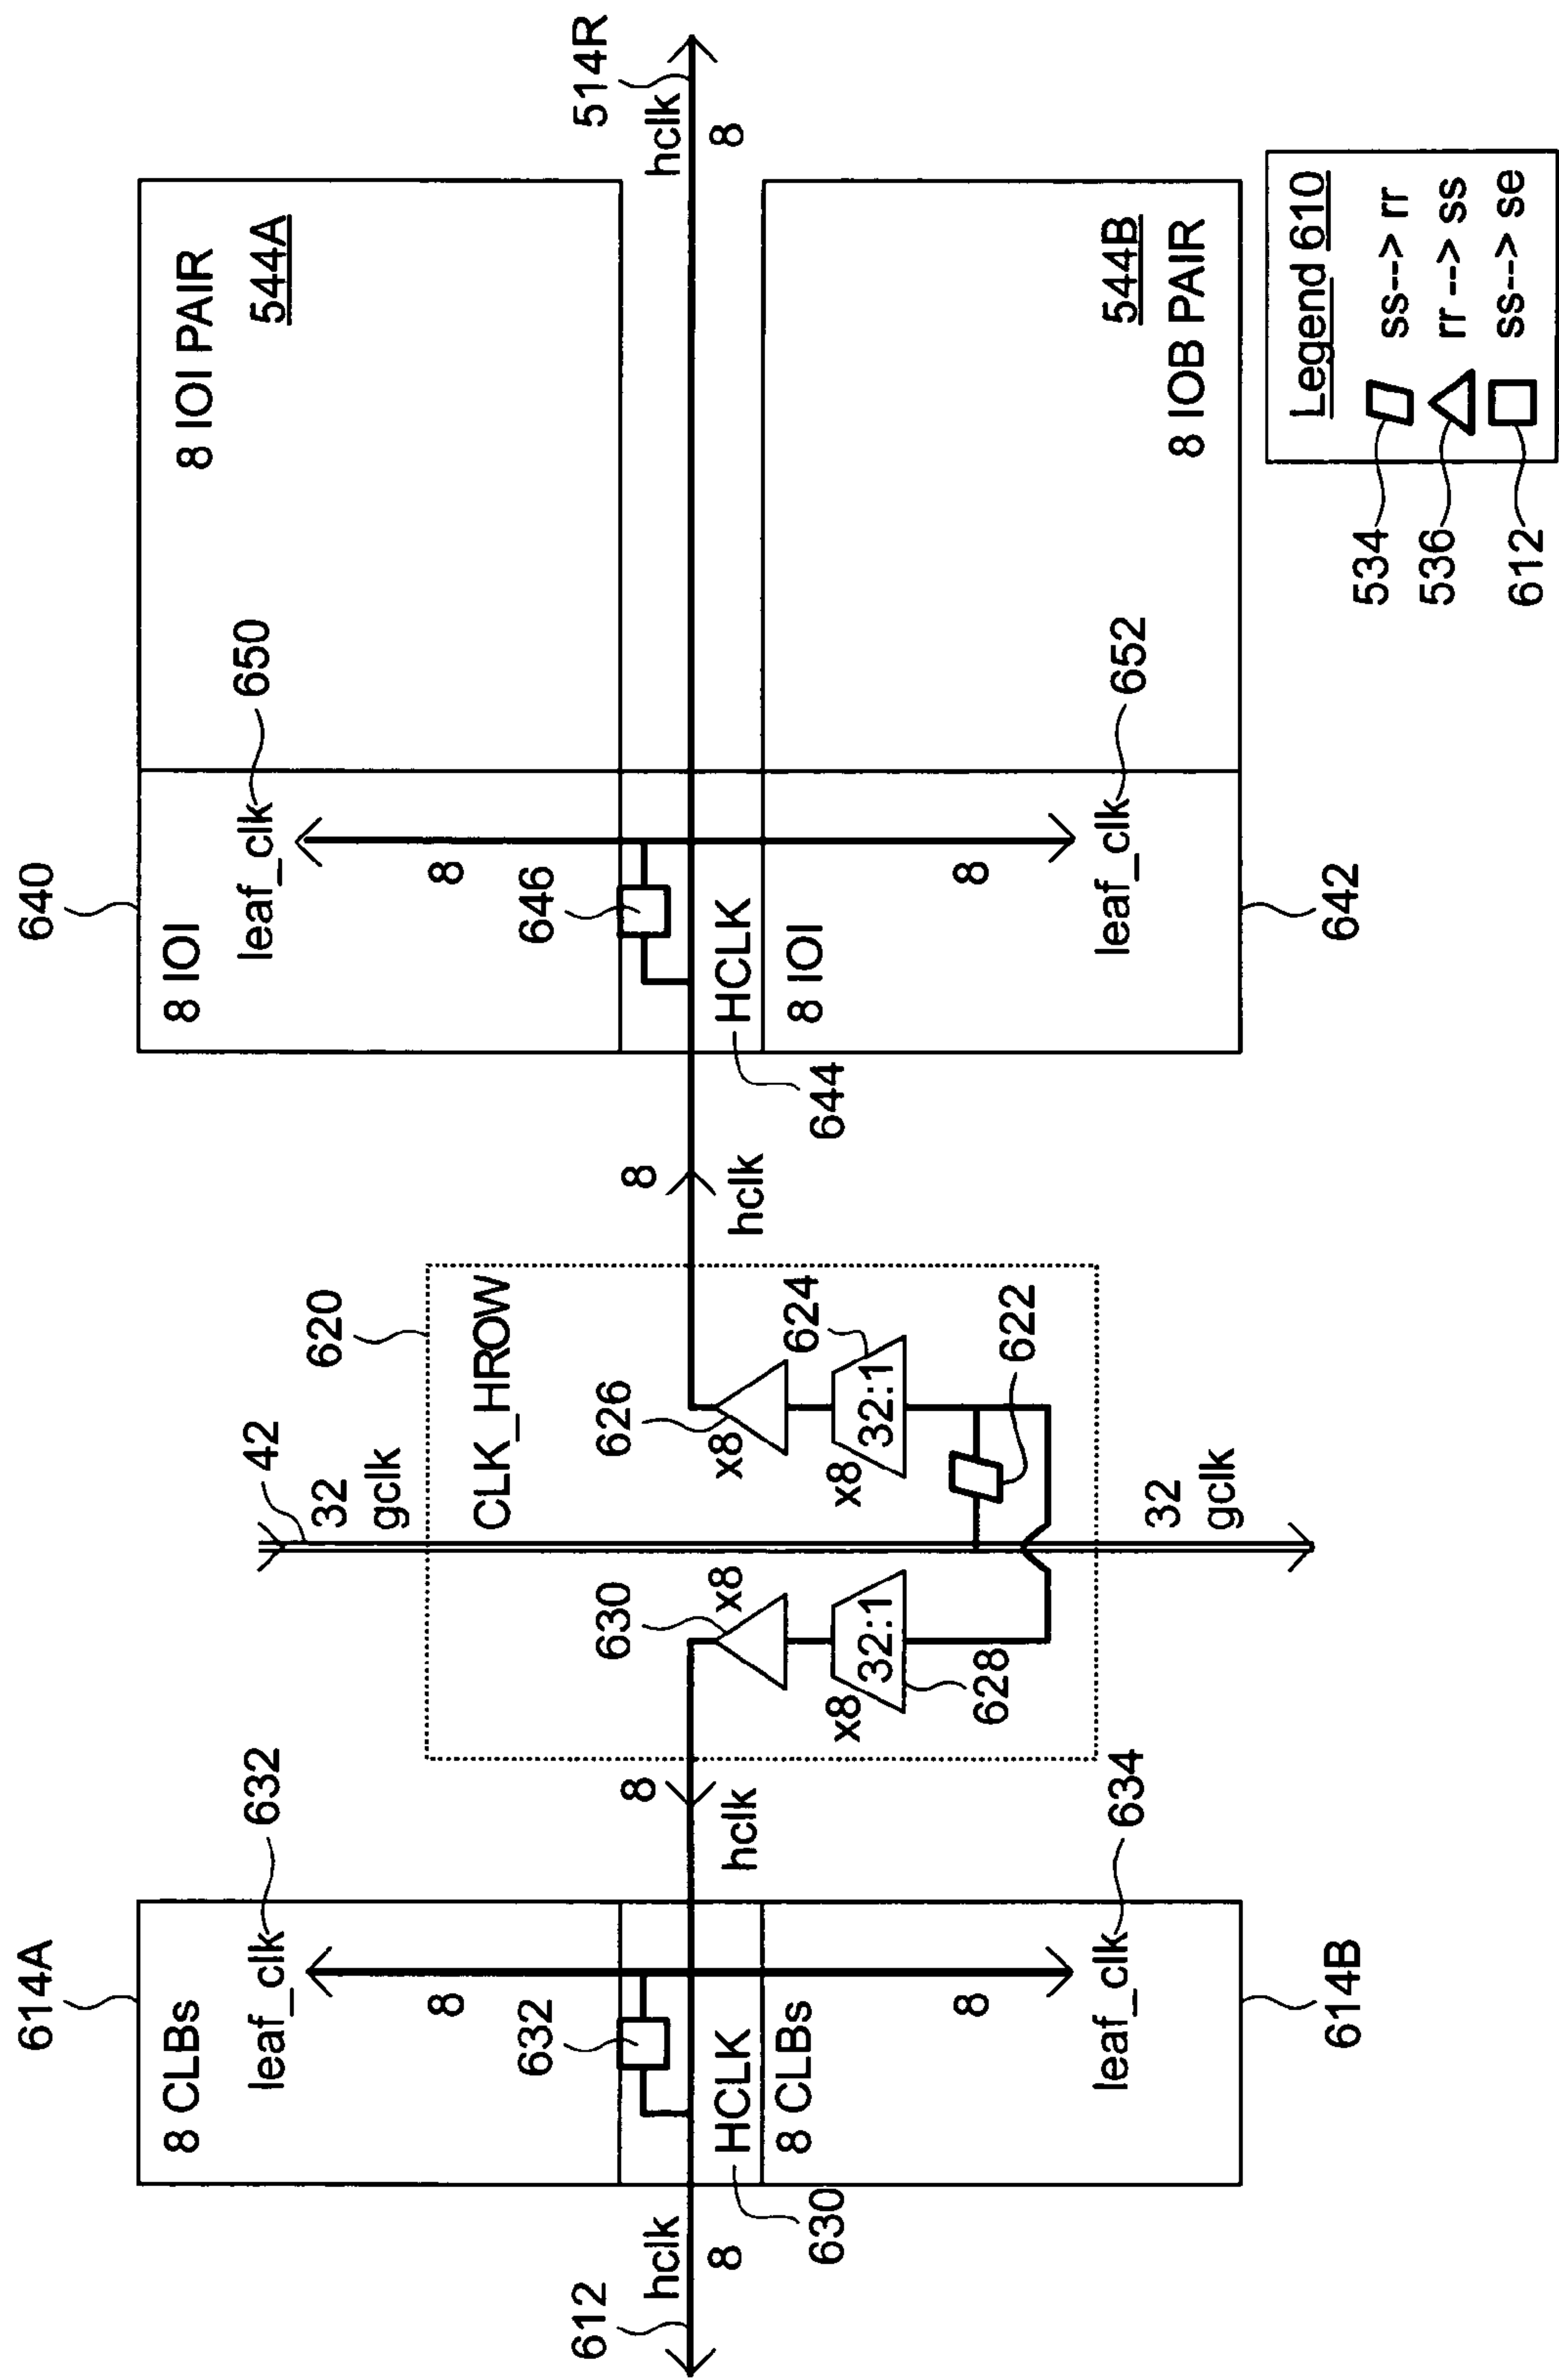 614A
8 CLBs
leaf_clk
632
8
632
612
hclk
8
HCLK
630
8 CLBs
8
leaf_clk
634
614B
8
hclk
42
32
gclk
620
CLK_HROW
630
x8
626
x8
x8
32:1
628
x8
32:1
624
622
32
gclk
8
hclk
640
8 IOI
leaf_clk
650
8
646
HCLK
644
8 IOI
8
leaf_clk
652
642
8 IOI PAIR
544A
hclk
514R
8
544B
8 IOB PAIR
Legend 610
534 ss--> rr
536 rr --> ss
612 ss--> se